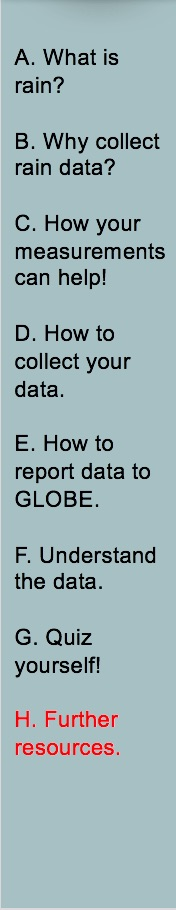 A. What is
rain?
B. Why collect
rain data?
C. How your
measurements
can help!
D. How to
collect your
data.
E. How to
report data to
GLOBE.
F. Understand
the data.
G. Quiz
yourself!
H. Further
resources.